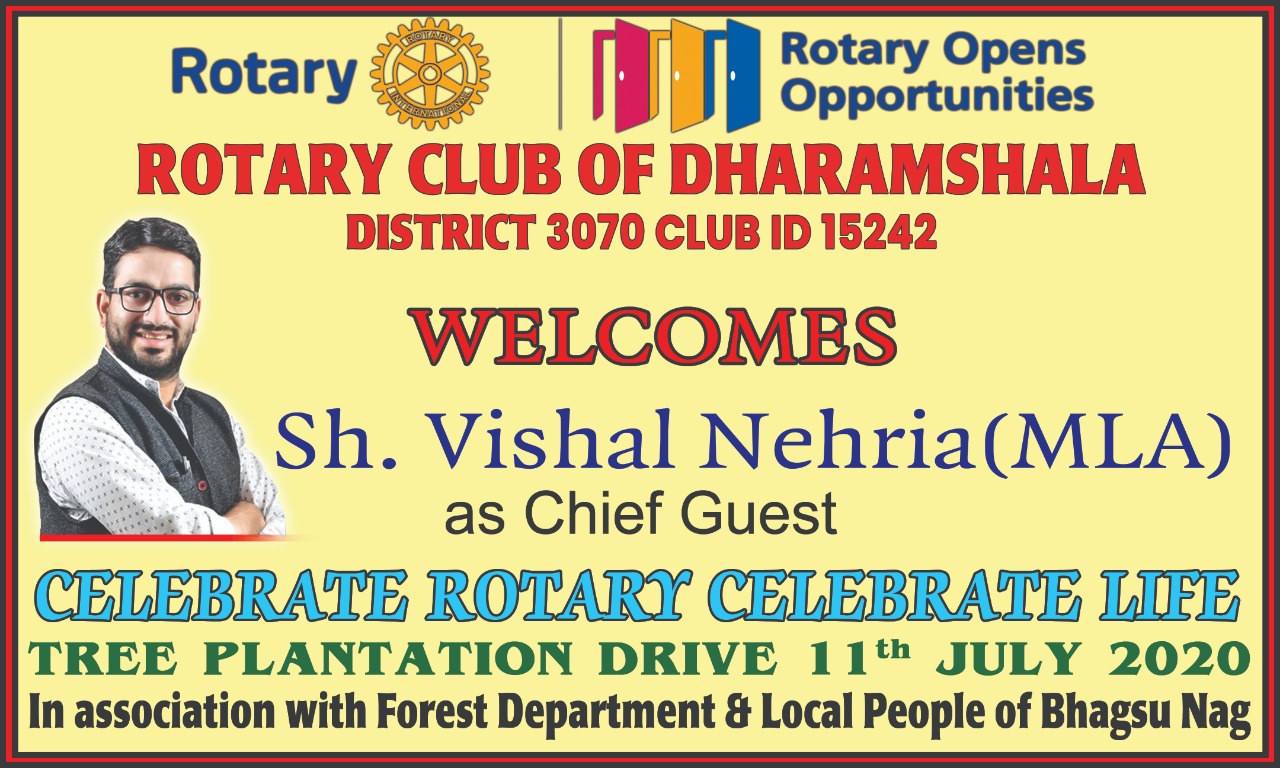 Rotary
ROTARY
INTERNATIONAL
Rotary Opens
Opportunities
ROTARY CLUB OF DHARAMSHALA
DISTRICT 3070 CLUB ID 15242
WELCOMES
Sh. Vishal Nehria(MLA)
as Chief Guest
CELEBRATE ROTARY CELEBRATE LIFE
TREE PLANTATION DRIVE 11th JULY 2020
In association with Forest Department & Local People of Bhagsu Nag